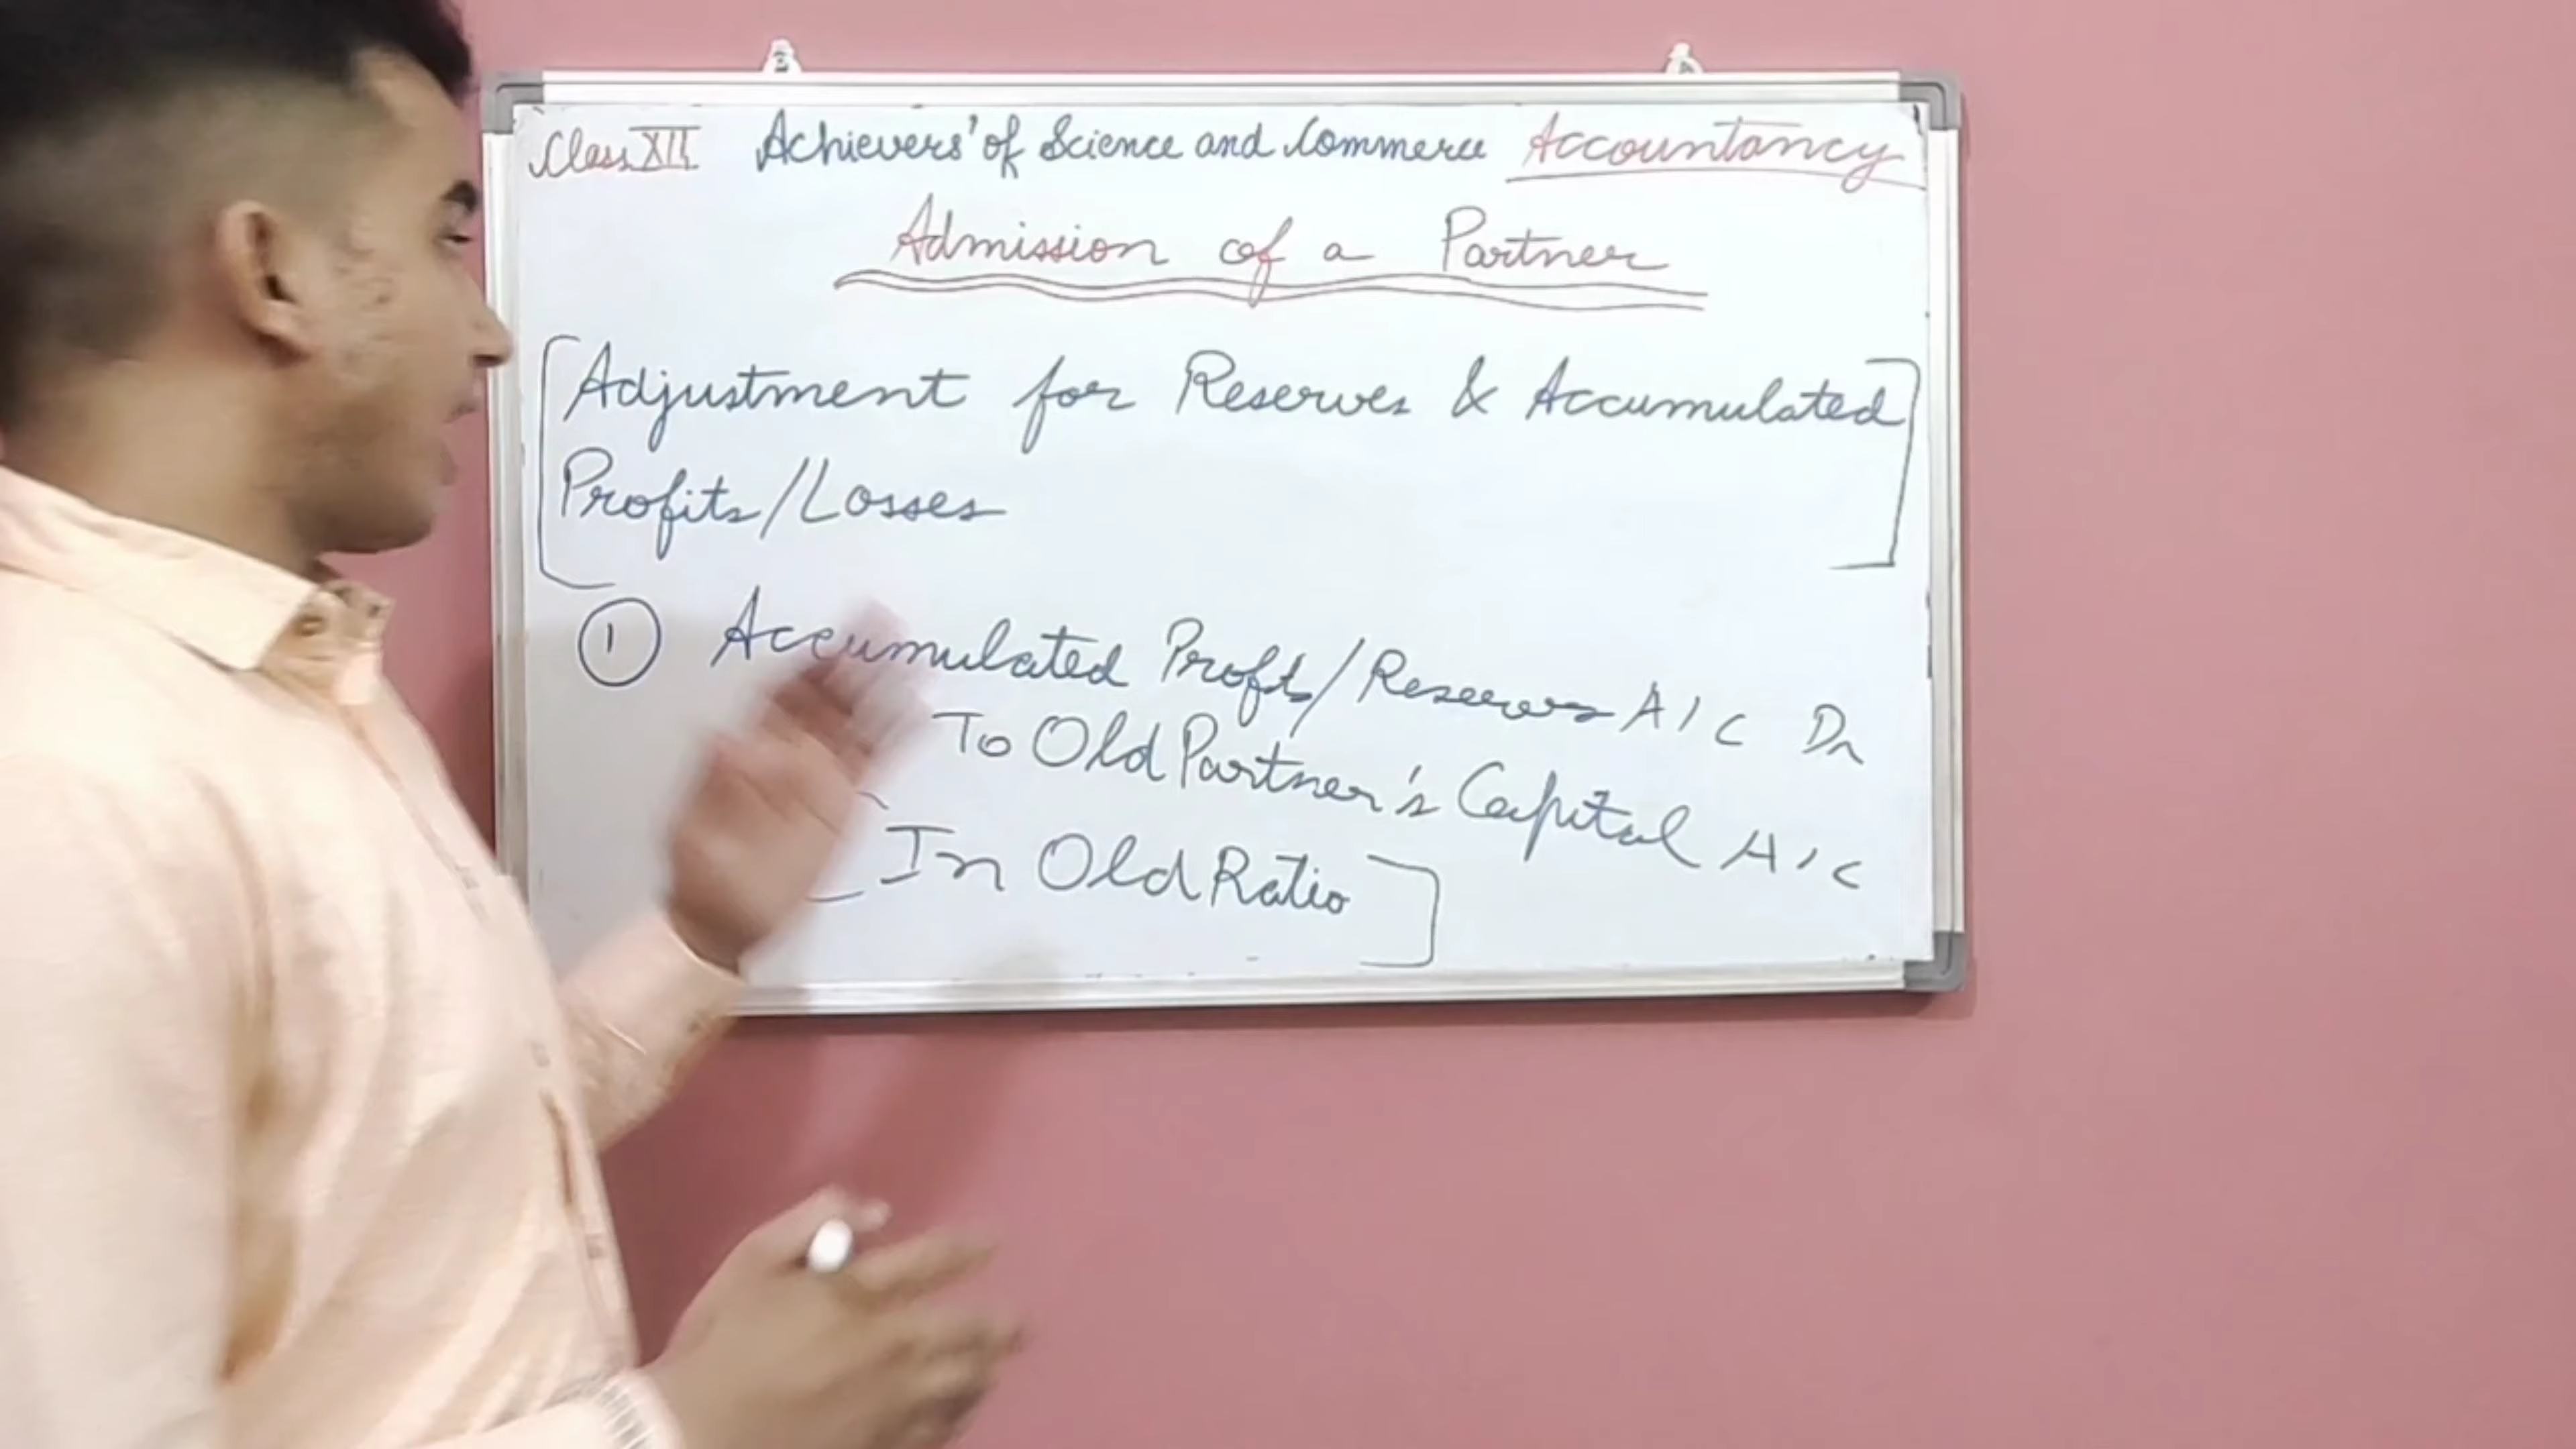 Class XII Achievers' of Science and Commerce Accountancy
Admission of a Partner
Adjustment for Reserves & Accumulated
Profits/Losses
① Accumulated Profits/Reserves A/C Dr
To Old Partner's Capital A/C
[In Old Ratio]